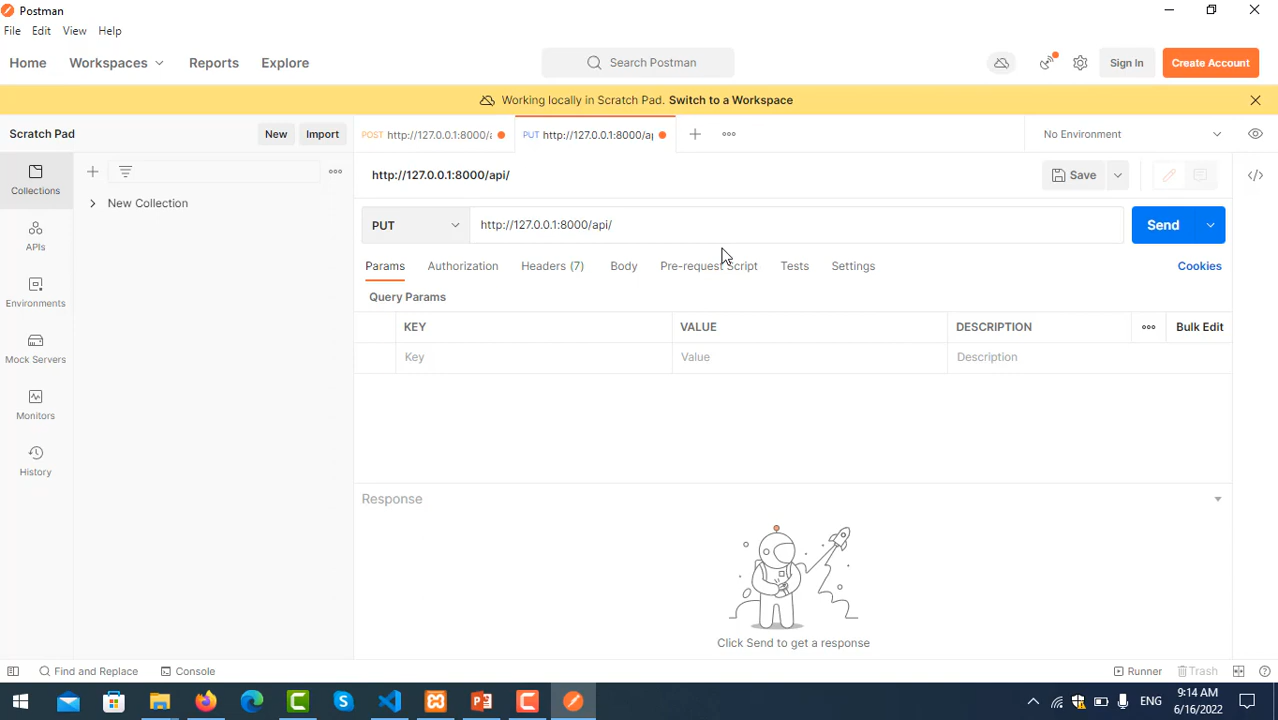 Postman
File Edit View Help
Home Workspaces Reports Explore Search Postman Sign In Create Account
Working locally in Scratch Pad. Switch to a Workspace
Scratch Pad New Import POST http://127.0.0.1:8000/a PUT http://127.0.0.1:8000/ap No Environment
http://127.0.0.1:8000/api/ Save
Collections
New Collection
PUT http://127.0.0.1:8000/api/ Send
APIs
Params Authorization Headers (7) Body Pre-request Script Tests Settings Cookies
Query Params
Environments
KEY VALUE DESCRIPTION Bulk Edit
Mock Servers
Key Value Description
Monitors
History
Response
Click Send to get a response
Find and Replace Console Runner Trash
ENG 9:14 AM
6/16/2022